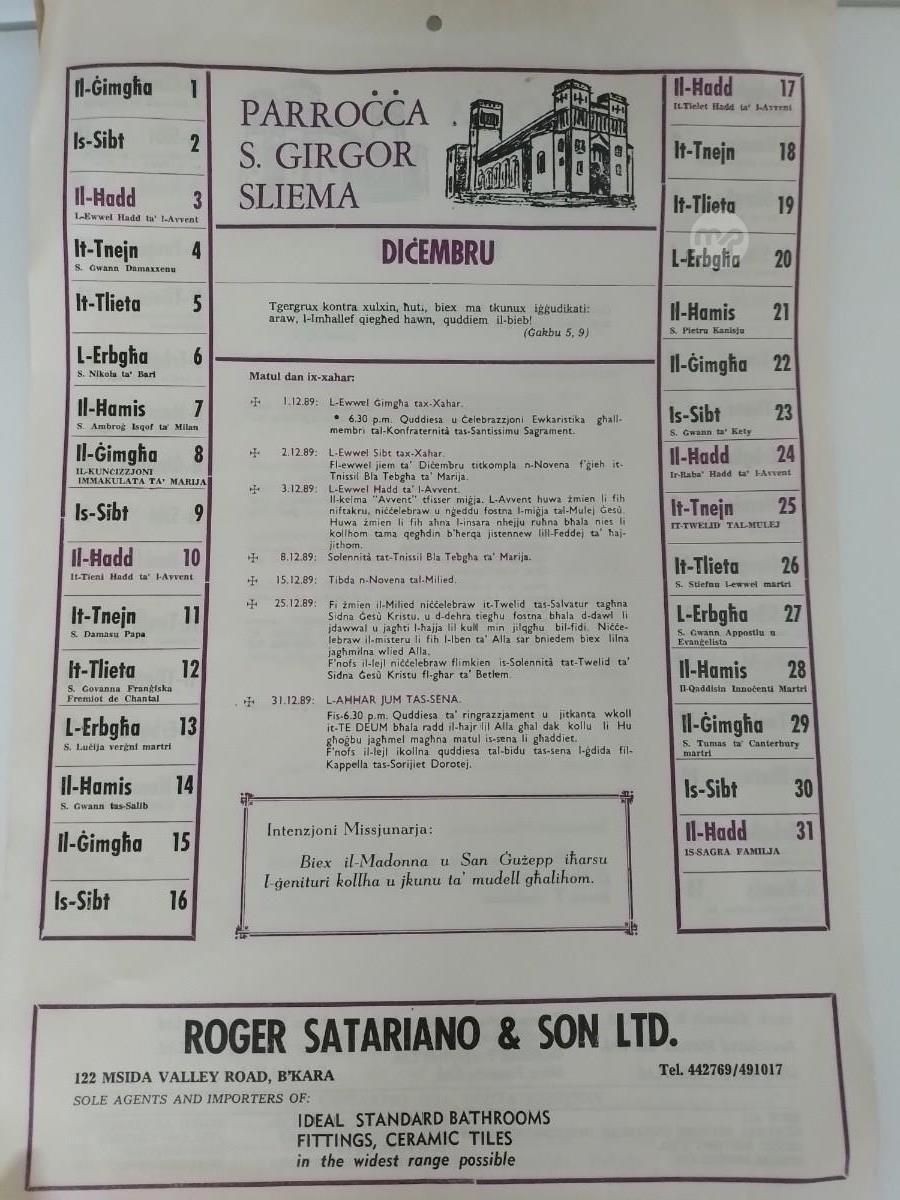 Il-Ġimgħa 1
Is-Sibt 2
Il-Ħadd 3
L-Ewwel Ħadd ta' l-Avvent
It-Tnejn 4
S. Ġwann Damaxxenu
It-Tlieta 5
L-Erbgħa 6
S. Nikola ta' Bari
Il-Ħamis 7
S. Ambroġ Isqof ta' Milan
Il-Ġimgħa 8
IL-KUNĊIZZJONI
IMMAKULATA TA' MARIJA
Is-Sibt 9
Il-Ħadd 10
It-Tieni Ħadd ta' l-Avvent
It-Tnejn 11
S. Damasu Papa
It-Tlieta 12
S. Ġovanna Franġiska
Fremiot de Chantal
L-Erbgħa 13
S. Luċija verġni martri
Il-Ħamis 14
S. Ġwann tas-Salib
Il-Ġimgħa 15
Is-Sibt 16
PARROĊĊA
S. GIRGOR
SLIEMA
DIĊEMBRU
Tgergrux kontra xulxin, ħuti, biex ma tkunux iġġudikati:
araw, l-Imħallef qiegħed hawn, quddiem il-bieb!
(Ġakbu 5, 9)
Matul dan ix-xahar:
1.12.89: L-Ewwel Ġimgħa tax-Xahar.
• 6.30 p.m. Quddiesa u Ċelebrazzjoni Ewkaristika għall-
membri tal-Konfraternità tas-Santissimu Sagrament.
2.12.89: L-Ewwel Sibt tax-Xahar.
Fl-ewwel jiem ta' Diċembru titkompla n-Novena f'ġieħ it-
Tnissil Bla Tebgħa ta' Marija.
3.12.89: L-Ewwel Ħadd ta' l-Avvent.
Il-kelma "Avvent" tfisser miġja. L-Avvent huwa żmien li fih
niftakru, niċċelebraw u nġeddu fostna l-miġja tal-Mulej Ġesù.
Huwa żmien li fih aħna l-insara nħejju ruħna bħala nies li
kollhom tama qegħdin b'ħerqa jistennew lill-Feddej ta' ħaj-
jithom.
8.12.89: Solennità tat-Tnissil Bla Tebgħa ta' Marija.
15.12.89: Tibda n-Novena tal-Milied.
25.12.89: Fi żmien il-Milied niċċelebraw it-Twelid tas-Salvatur tagħna
Sidna Ġesù Kristu, u d-dehra tiegħu fostna bħala d-dawl li
jdawwal u jagħti l-ħajja lil kull min jilqgħu bil-fidi. Niċċe-
lebraw il-misteru li fih l-Iben ta' Alla sar bniedem biex lilna
jagħmilna wlied Alla.
F'nofs il-lejl niċċelebraw flimkien is-Solennità tat-Twelid ta'
Sidna Ġesù Kristu fl-għar ta' Betlem.
31.12.89: L-AĦĦAR JUM TAS-SENA.
Fis-6.30 p.m. Quddiesa ta' ringrazzjament u jitkanta wkoll
it-TE DEUM bħala radd il-ħajr lil Alla għal dak kollu li Hu
għoġbu jagħmel magħna matul is-sena li għaddiet.
F'nofs il-lejl ikollna quddiesa tal-bidu tas-sena l-ġdida fil-
Kappella tas-Sorijiet Dorotej.
Intenzjoni Missjunarja:
Biex il-Madonna u San Ġużepp iħarsu
l-ġenituri kollha u jkunu ta' mudell għalihom.
Il-Ħadd 17
It-Tielet Ħadd ta' l-Avvent
It-Tnejn 18
It-Tlieta 19
L-Erbgħa 20
Il-Ħamis 21
S. Pietru Kanisju
Il-Ġimgħa 22
Is-Sibt 23
S. Ġwann ta' Kety
Il-Ħadd 24
Ir-Raba' Ħadd ta' l-Avvent
It-Tnejn 25
IT-TWELID TAL-MULEJ
It-Tlieta 26
S. Stiefnu l-ewwel martri
L-Erbgħa 27
S. Ġwann Appostlu u
Evanġelista
Il-Ħamis 28
Il-Qaddisin Innoċenti Martri
Il-Ġimgħa 29
S. Tumas ta' Canterbury
martri
Is-Sibt 30
Il-Ħadd 31
IS-SAGRA FAMILJA
ROGER SATARIANO & SON LTD.
122 MSIDA VALLEY ROAD, B'KARA Tel. 442769/491017
SOLE AGENTS AND IMPORTERS OF:
IDEAL STANDARD BATHROOMS
FITTINGS, CERAMIC TILES
in the widest range possible